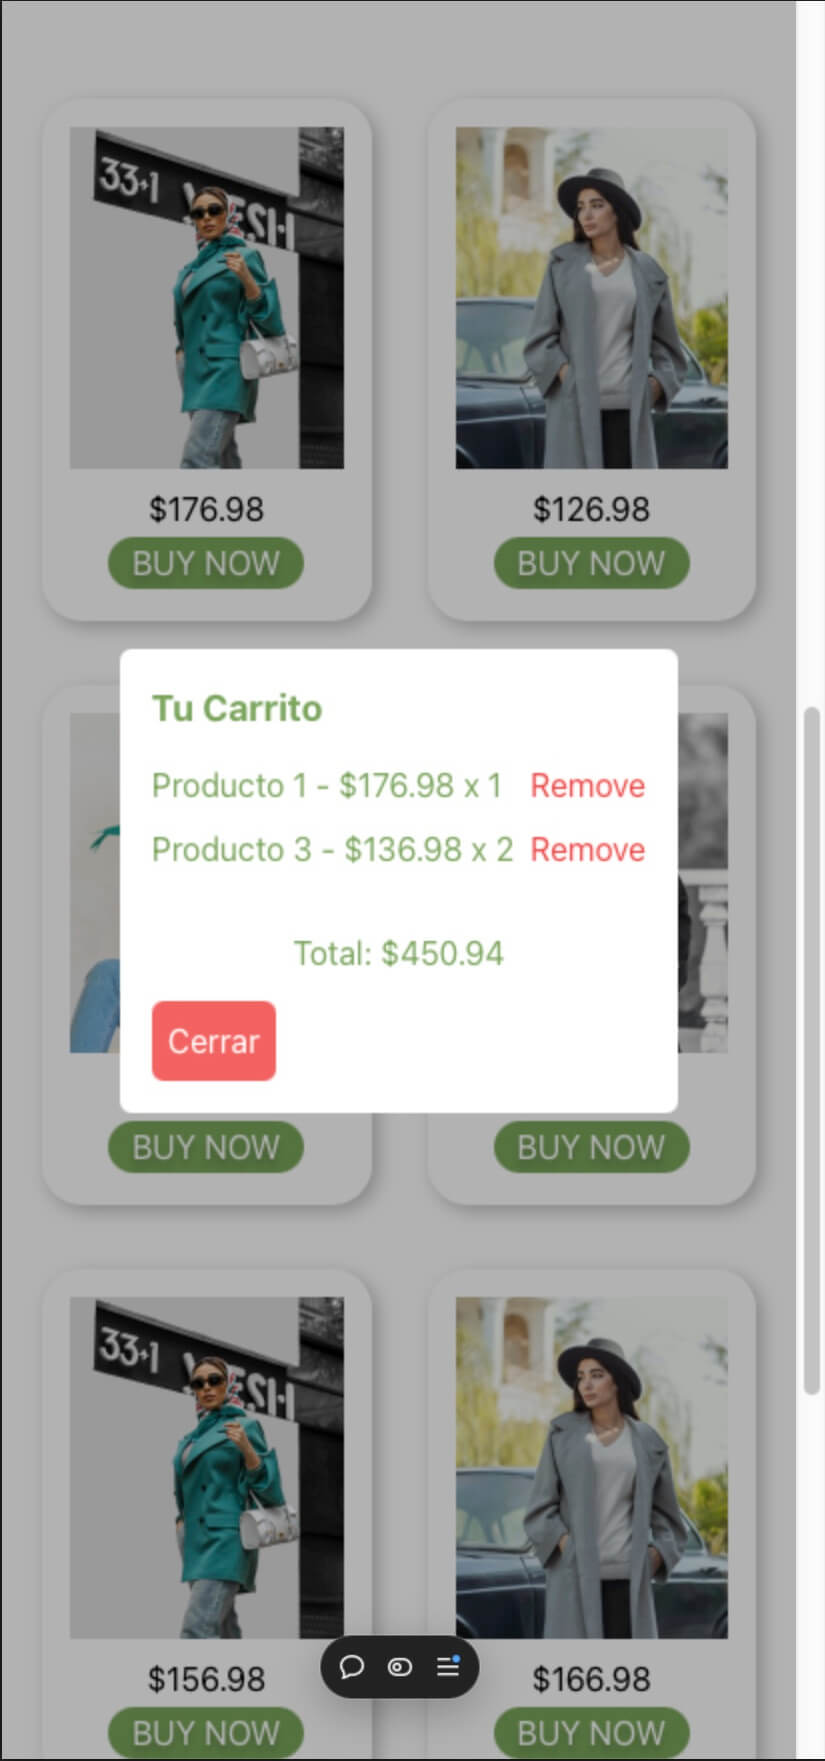 33+1
$176.98
$126.98
BUY NOW
BUY NOW
Tu Carrito
Producto 1 - $176.98 x 1 Remove
Producto 3 - $136.98 x 2 Remove
Total: $450.94
Cerrar
BUY NOW
BUY NOW
33+1
$156.98
$166.98
BUY NOW
BUY NOW